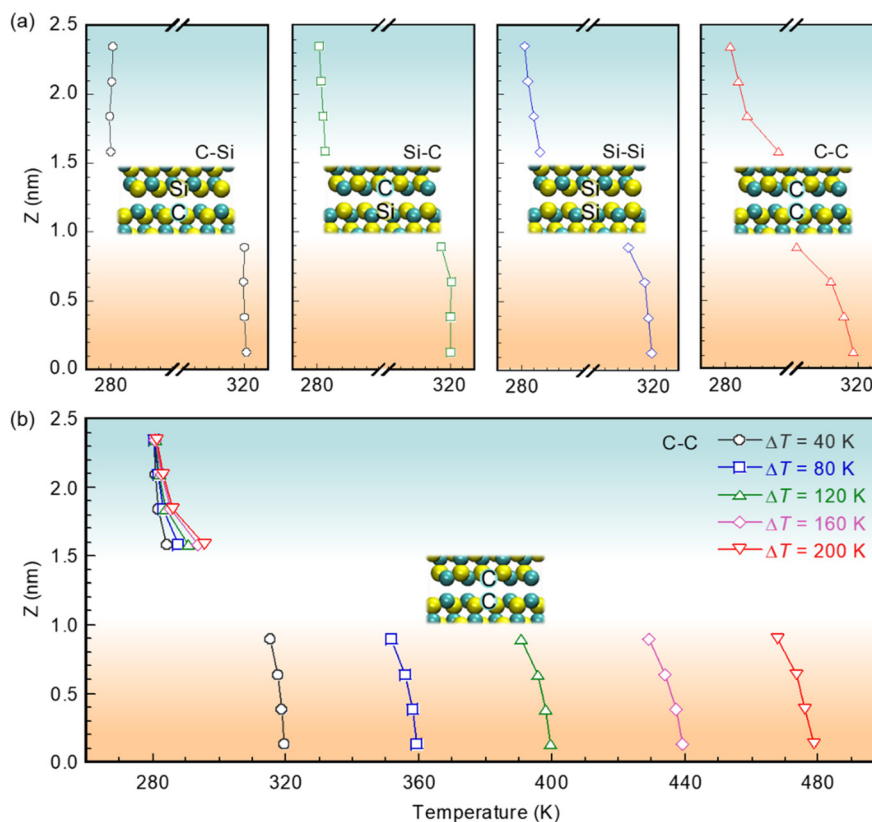 (a)
2.5
2.0
1.5
1.0
0.5
0.0
Z (nm)
C-Si
Si
C
280
320
Si-C
C
Si
280
320
Si-Si
Si
Si
280
320
C-C
C
C
280
320
(b)
2.5
2.0
1.5
1.0
0.5
0.0
Z (nm)
C-C
ΔT = 40 K
ΔT = 80 K
ΔT = 120 K
ΔT = 160 K
ΔT = 200 K
C
C
280 320 360 400 440 480
Temperature (K)